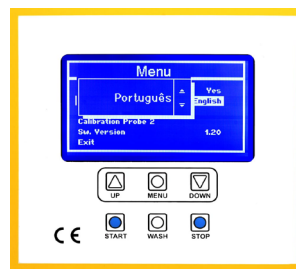 Menu
Yes
Português
English
Calibration Probe 2
Sw. Version 1.20
Exit
UP
MENU
DOWN
CE
START
WASH
STOP